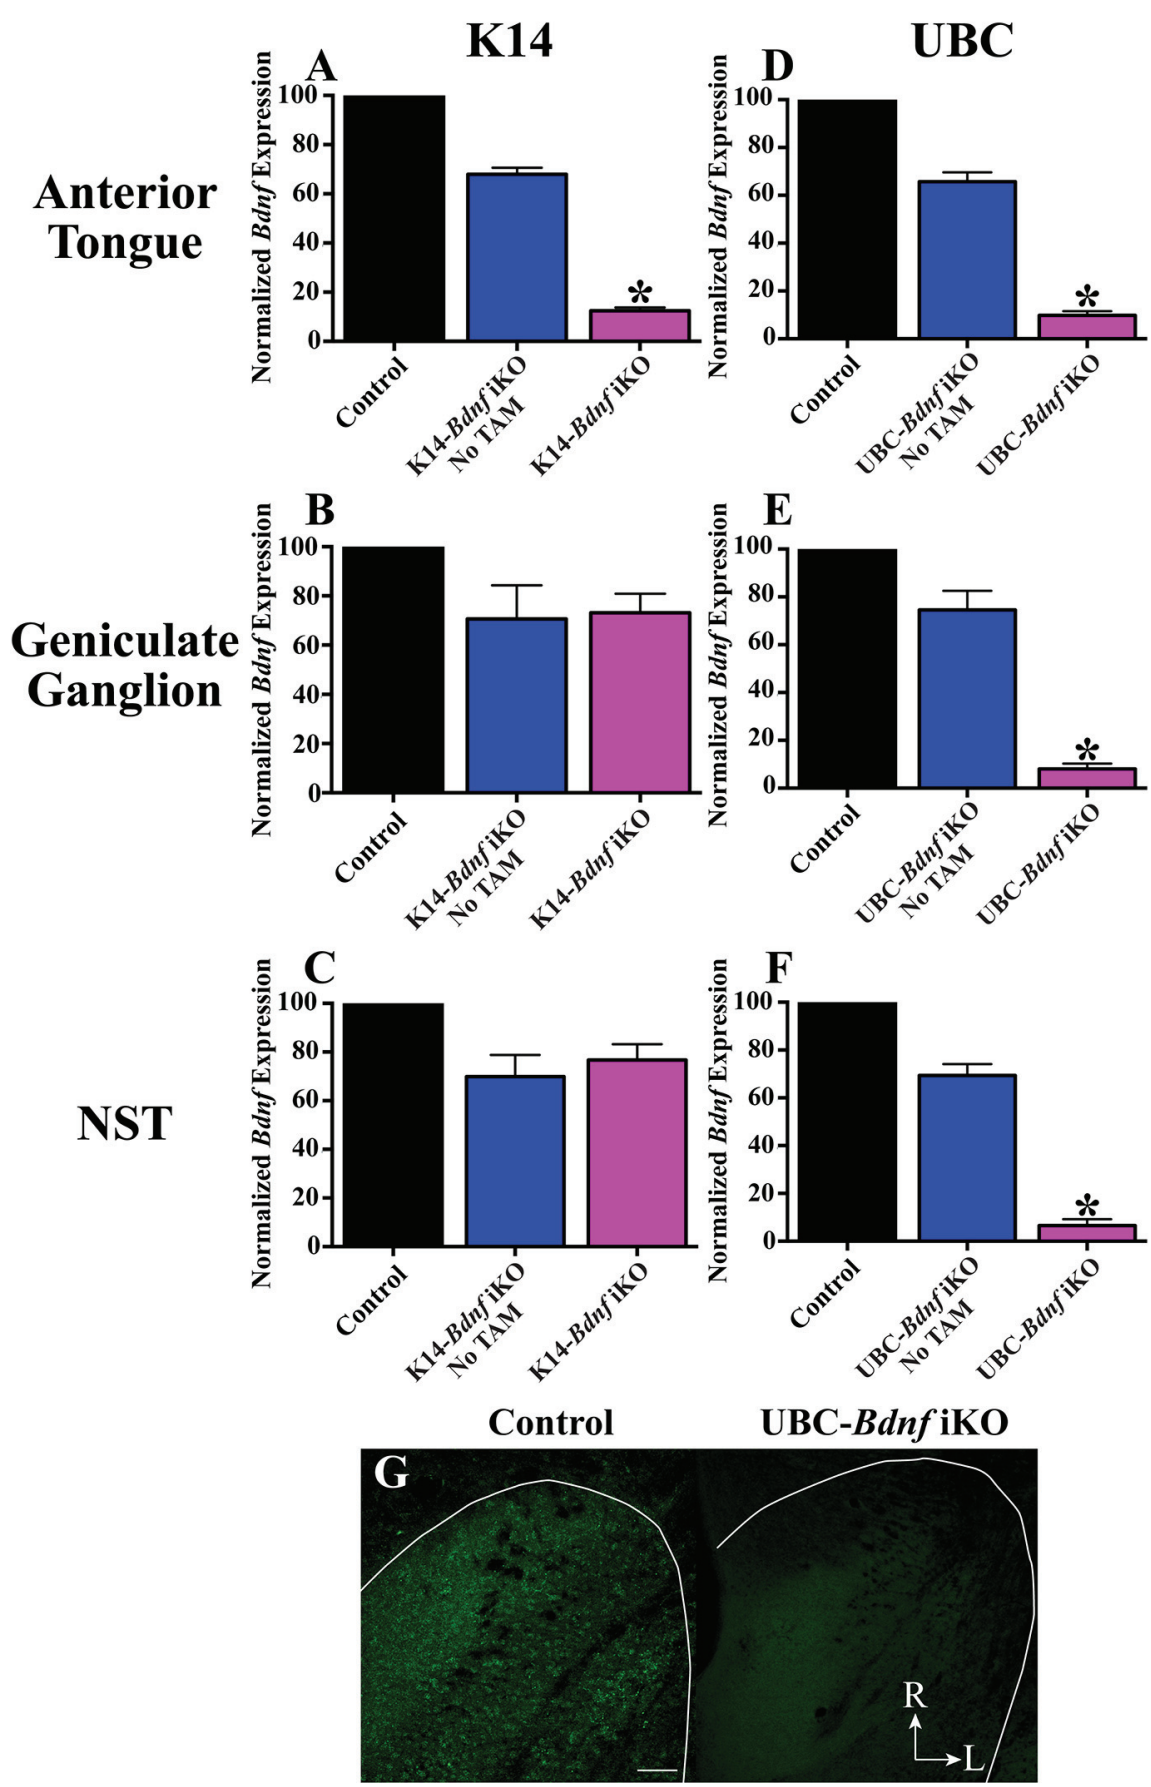 K14
UBC
Anterior
Tongue
A
Normalized Bdnf Expression
100
80
60
40
20
0
*
Control
K14-Bdnf iKO
No TAM
K14-Bdnf iKO
D
Normalized Bdnf Expression
100
80
60
40
20
0
*
Control
UBC-Bdnf iKO
No TAM
UBC-Bdnf iKO
Geniculate
Ganglion
B
Normalized Bdnf Expression
100
80
60
40
20
0
Control
K14-Bdnf iKO
No TAM
K14-Bdnf iKO
E
Normalized Bdnf Expression
100
80
60
40
20
0
*
Control
UBC-Bdnf iKO
No TAM
UBC-Bdnf iKO
NST
C
Normalized Bdnf Expression
100
80
60
40
20
0
Control
K14-Bdnf iKO
No TAM
K14-Bdnf iKO
F
Normalized Bdnf Expression
100
80
60
40
20
0
*
Control
UBC-Bdnf iKO
No TAM
UBC-Bdnf iKO
Control
UBC-Bdnf iKO
G
R
L